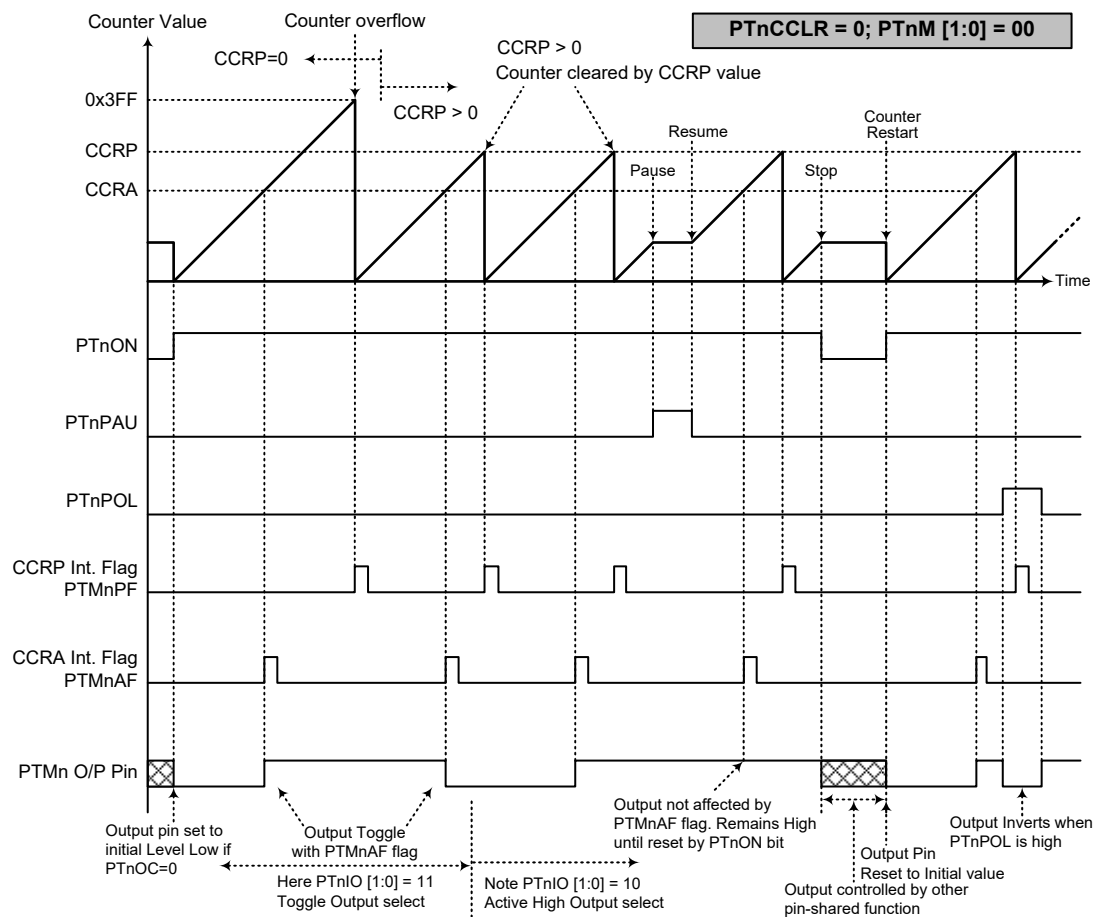 Counter Value
Counter overflow
PTnCCLR = 0; PTnM [1:0] = 00
CCRP=0
CCRP > 0
CCRP > 0
Counter cleared by CCRP value
0x3FF
CCRP
CCRA
Pause
Resume
Stop
Counter
Restart
Time
PTnON
PTnPAU
PTnPOL
CCRP Int. Flag
PTMnPF
CCRA Int. Flag
PTMnAF
PTMn O/P Pin
Output pin set to
initial Level Low if
PTnOC=0
Output Toggle
with PTMnAF flag
Here PTnIO [1:0] = 11
Toggle Output select
Note PTnIO [1:0] = 10
Active High Output select
Output not affected by
PTMnAF flag. Remains High
until reset by PTnON bit
Output Pin
Reset to Initial value
Output controlled by other
pin-shared function
Output Inverts when
PTnPOL is high